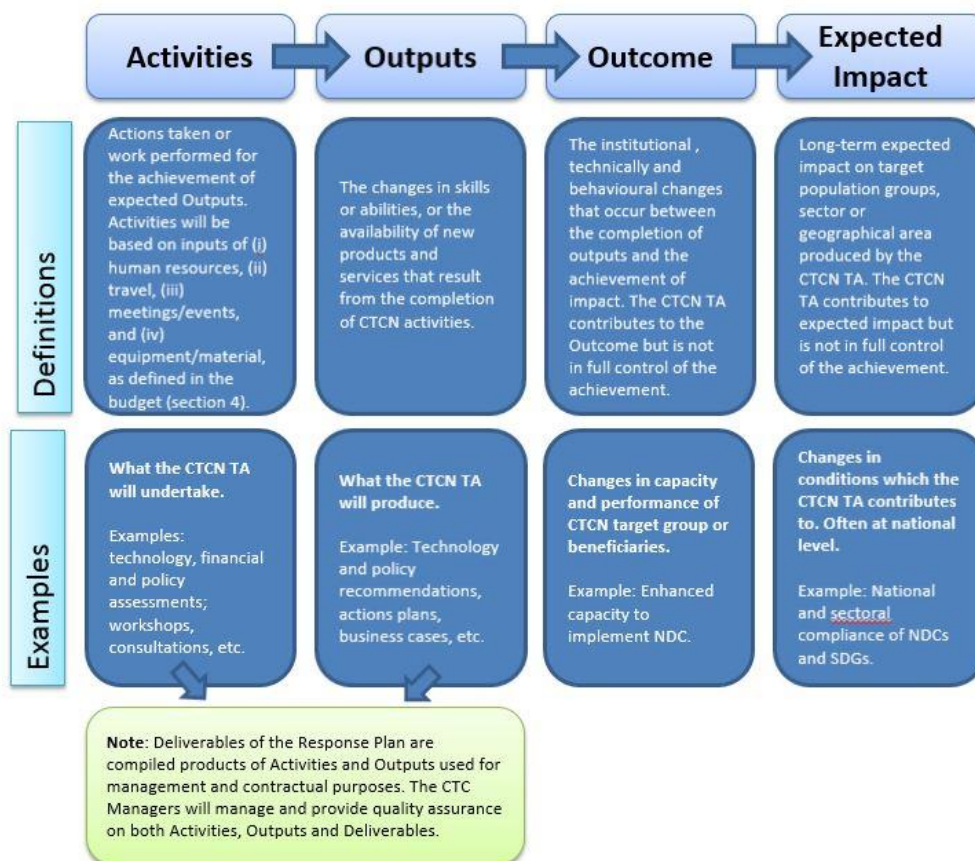 Activities
Outputs
Outcome
Expected
Impact
Definitions
Actions taken or
work performed for
the achievement of
expected Outputs.
Activities will be
based on inputs of (i)
human resources, (ii)
travel, (iii)
meetings/events,
and (iv)
equipment/material,
as defined in the
budget (section 4).
The changes in skills
or abilities, or the
availability of new
products and
services that result
from the completion
of CTCN activities.
The institutional ,
technically and
behavioural changes
that occur between
the completion of
outputs and the
achievement of
impact. The CTCN TA
contributes to the
Outcome but is not
in full control of the
achievement.
Long-term expected
impact on target
population groups,
sector or
geographical area
produced by the
CTCN TA. The CTCN
TA contributes to
expected impact but
is not in full control
of the achievement.
Examples
What the CTCN TA
will undertake.
Examples:
technology, financial
and policy
assessments;
workshops,
consultations, etc.
What the CTCN TA
will produce.
Example: Technology
and policy
recommendations,
actions plans,
business cases, etc.
Changes in capacity
and performance of
CTCN target group or
beneficiaries.
Example: Enhanced
capacity to
implement NDC.
Changes in
conditions which the
CTCN TA contributes
to. Often at national
level.
Example: National
and sectoral
compliance of NDCs
and SDGs.
Note: Deliverables of the Response Plan are
compiled products of Activities and Outputs used for
management and contractual purposes. The CTC
Managers will manage and provide quality assurance
on both Activities, Outputs and Deliverables.